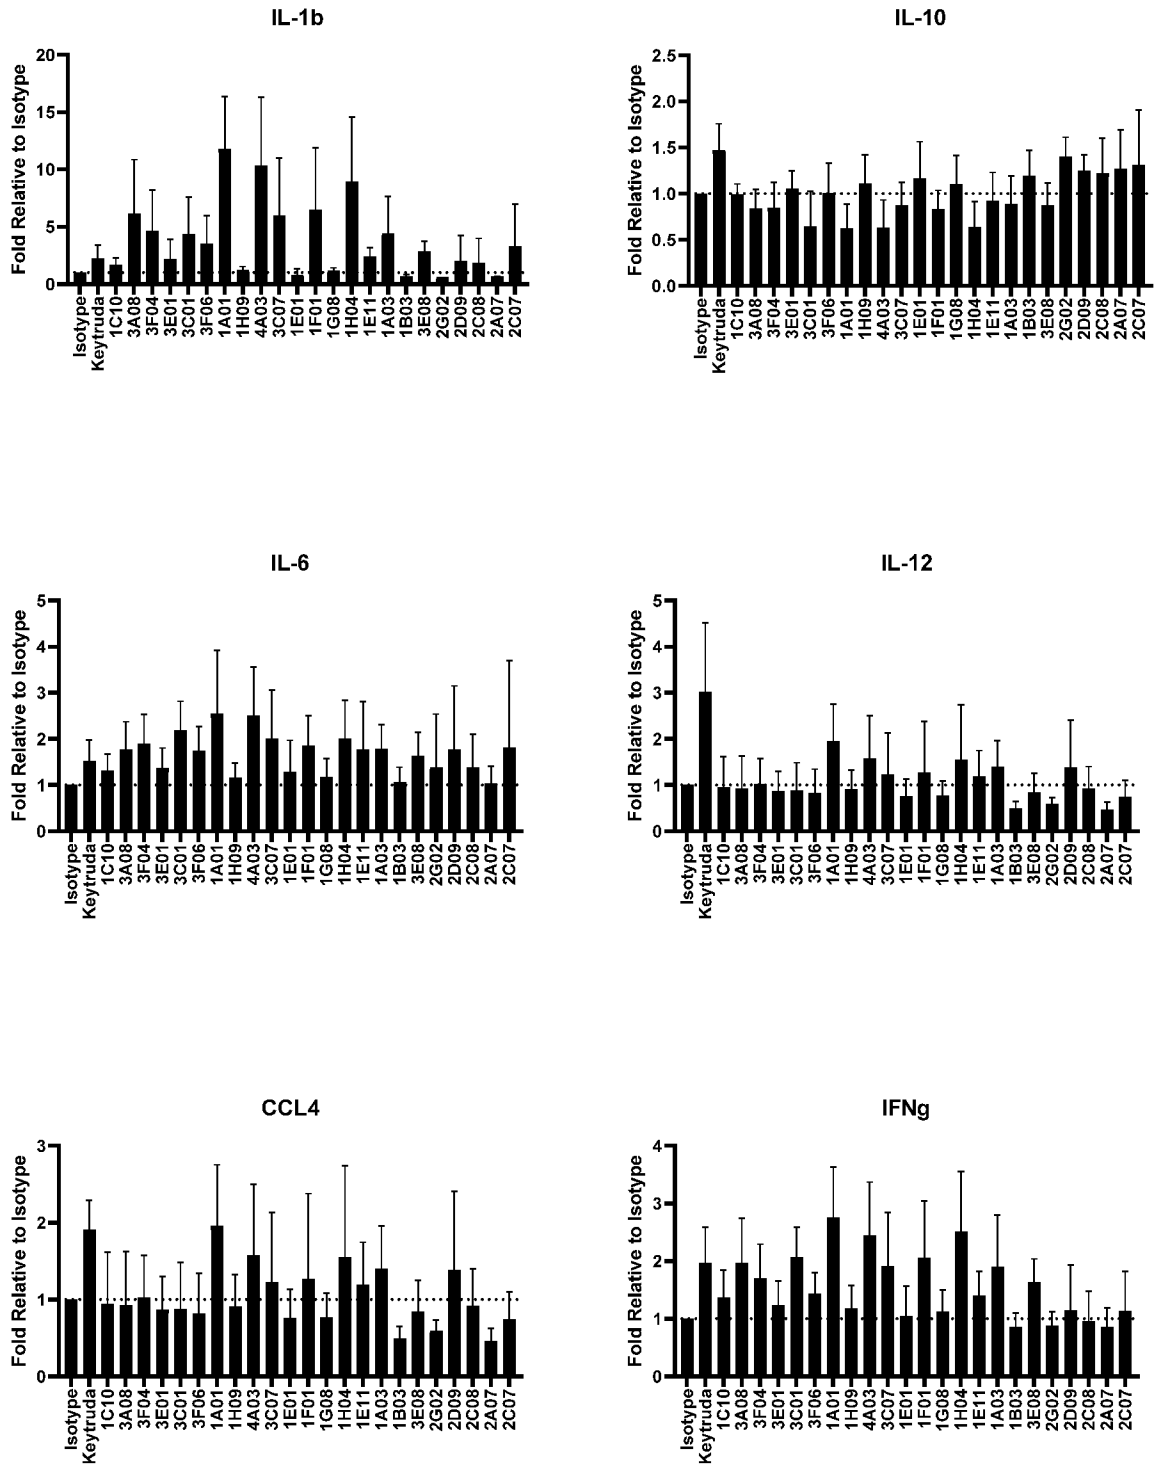 IL-1b
Fold Relative to Isotype
20
15
10
5
0
Isotype
Keytruda
1C10
3A08
3F04
3E01
3C01
3F06
1A01
1H09
4A03
3C07
1E01
1F01
1G08
1H04
1E11
1A03
1B03
3E08
2G02
2D09
2C08
2A07
2C07
IL-10
Fold Relative to Isotype
2.5
2.0
1.5
1.0
0.5
0.0
Isotype
Keytruda
1C10
3A08
3F04
3E01
3C01
3F06
1A01
1H09
4A03
3C07
1E01
1F01
1G08
1H04
1E11
1A03
1B03
3E08
2G02
2D09
2C08
2A07
2C07
IL-6
Fold Relative to Isotype
5
4
3
2
1
0
Isotype
Keytruda
1C10
3A08
3F04
3E01
3C01
3F06
1A01
1H09
4A03
3C07
1E01
1F01
1G08
1H04
1E11
1A03
1B03
3E08
2G02
2D09
2C08
2A07
2C07
IL-12
Fold Relative to Isotype
5
4
3
2
1
0
Isotype
Keytruda
1C10
3A08
3F04
3E01
3C01
3F06
1A01
1H09
4A03
3C07
1E01
1F01
1G08
1H04
1E11
1A03
1B03
3E08
2G02
2D09
2C08
2A07
2C07
CCL4
Fold Relative to Isotype
3
2
1
0
Isotype
Keytruda
1C10
3A08
3F04
3E01
3C01
3F06
1A01
1H09
4A03
3C07
1E01
1F01
1G08
1H04
1E11
1A03
1B03
3E08
2G02
2D09
2C08
2A07
2C07
IFNg
Fold Relative to Isotype
4
3
2
1
0
Isotype
Keytruda
1C10
3A08
3F04
3E01
3C01
3F06
1A01
1H09
4A03
3C07
1E01
1F01
1G08
1H04
1E11
1A03
1B03
3E08
2G02
2D09
2C08
2A07
2C07